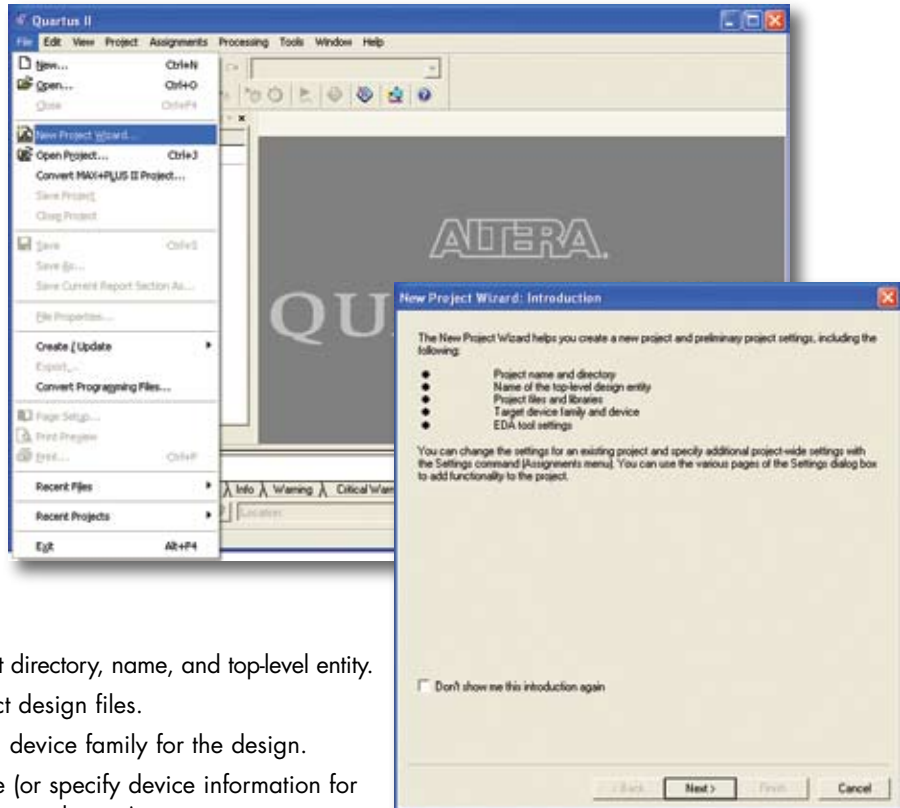 Quartus II
File Edit View Project Assignments Processing Tools Window Help
New... Ctrl+N
Open... Ctrl+O
Close Ctrl+F4
New Project Wizard...
Open Project... Ctrl+J
Convert MAX+PLUS II Project...
Save Project
Close Project
Save Ctrl+S
Save As...
Save Current Report Section As...
File Properties...
Create / Update
Export...
Convert Programming Files...
Page Setup...
Print Preview
Print... Ctrl+P
Recent Files
Recent Projects
Exit Alt+F4
ALTERA.
QU
Info Warning Critical War
Location:
New Project Wizard: Introduction
The New Project Wizard helps you create a new project and preliminary project settings, including the
following:
● Project name and directory
● Name of the top-level design entity
● Project files and libraries
● Target device family and device
● EDA tool settings
You can change the settings for an existing project and specify additional project-wide settings with
the Settings command (Assignments menu). You can use the various pages of the Settings dialog box
to add functionality to the project.
Don't show me this introduction again
< Back Next > Finish Cancel
t directory, name, and top-level entity.
ct design files.
device family for the design.
e (or specify device information for